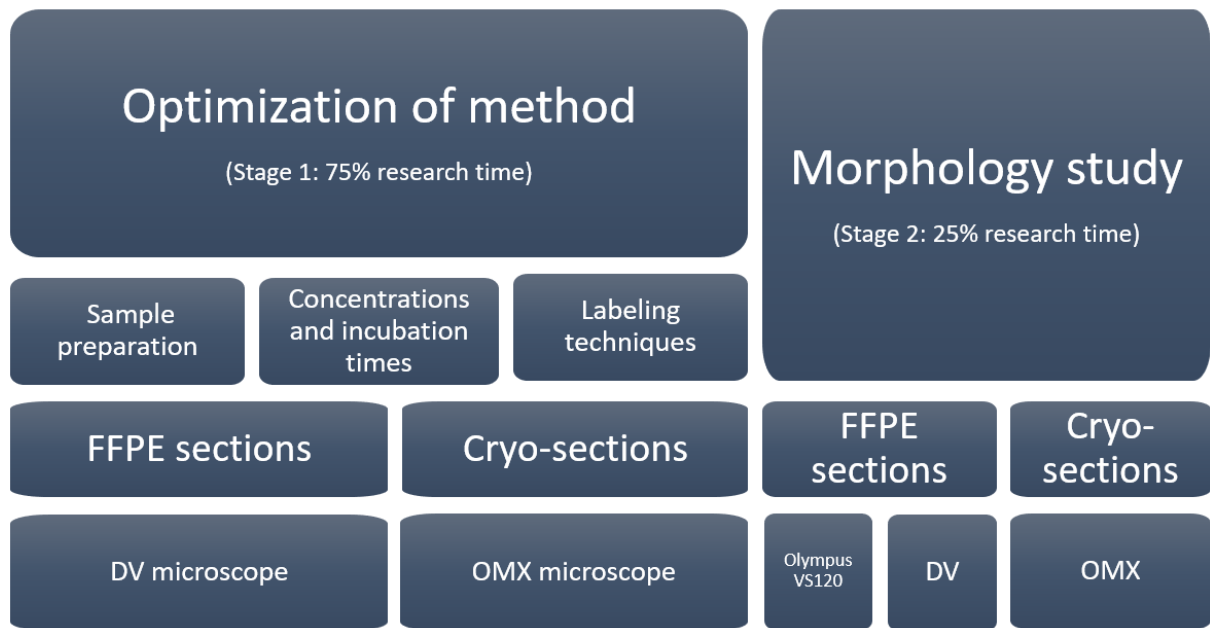 Optimization of method
(Stage 1: 75% research time)
Morphology study
(Stage 2: 25% research time)
Sample
preparation
Concentrations
and incubation
times
Labeling
techniques
FFPE sections
Cryo-sections
FFPE
sections
Cryo-
sections
DV microscope
OMX microscope
Olympus
VS120
DV
OMX